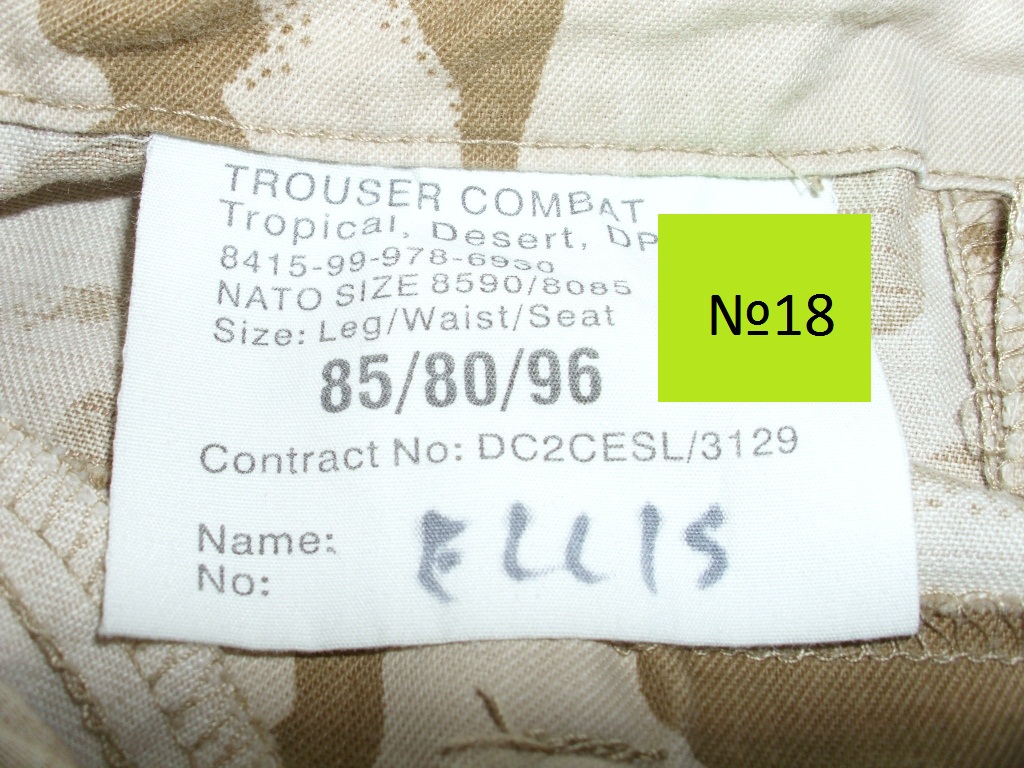 TROUSER COMBAT
Tropical, Desert, DP
8415-99-978-6930
NATO SIZE 8590/8085
Size: Leg/Waist/Seat
85/80/96
№18
Contract No: DC2CESL/3129
Name: ELLIS
No: